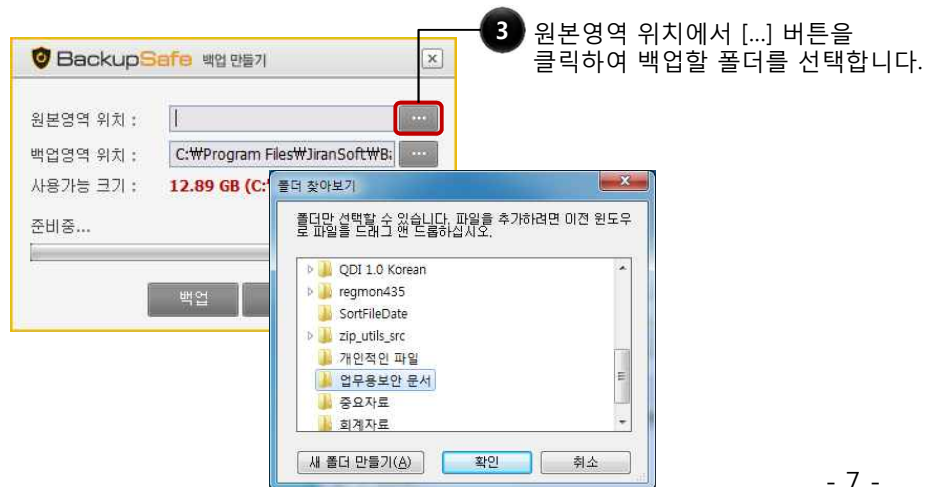 3 원본영역 위치에서 [...] 버튼을
클릭하여 백업할 폴더를 선택합니다.
BackupSafe 백업 만들기
원본영역 위치 : ...
백업영역 위치 : C:₩Program Files₩JiranSoft₩Ba ...
사용가능 크기 : 12.89 GB (C:
준비중...
백업
폴더 찾아보기
폴더만 선택할 수 있습니다. 파일을 추가하려면 이전 윈도우
로 파일을 드래그 앤 드롭하십시오.
QDI 1.0 Korean
regmon435
SortFileDate
zip_utils_src
개인적인 파일
업무용보안 문서
중요자료
회계자료
새 폴더 만들기(A) 확인 취소
- 7 -